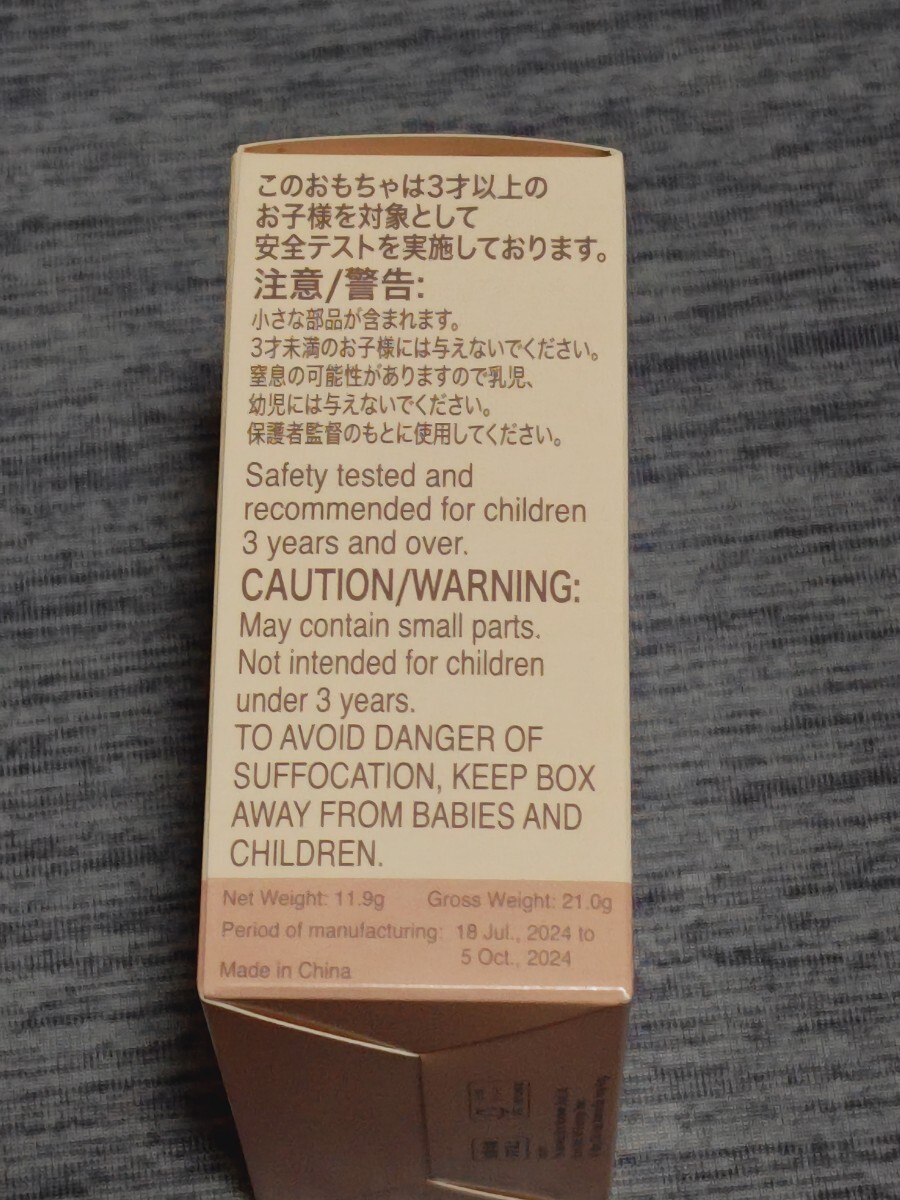 このおもちゃは3才以上の
お子様を対象として
安全テストを実施しております。
注意/警告:
小さな部品が含まれます。
3才未満のお子様には与えないでください。
窒息の可能性がありますので乳児、
幼児には与えないでください。
保護者監督のもとに使用してください。
Safety tested and
recommended for children
3 years and over.
CAUTION/WARNING:
May contain small parts.
Not intended for children
under 3 years.
TO AVOID DANGER OF
SUFFOCATION, KEEP BOX
AWAY FROM BABIES AND
CHILDREN.
Net Weight: 11.9g Gross Weight: 21.0g
Period of manufacturing: 18 Jul., 2024 to
5 Oct., 2024
Made in China